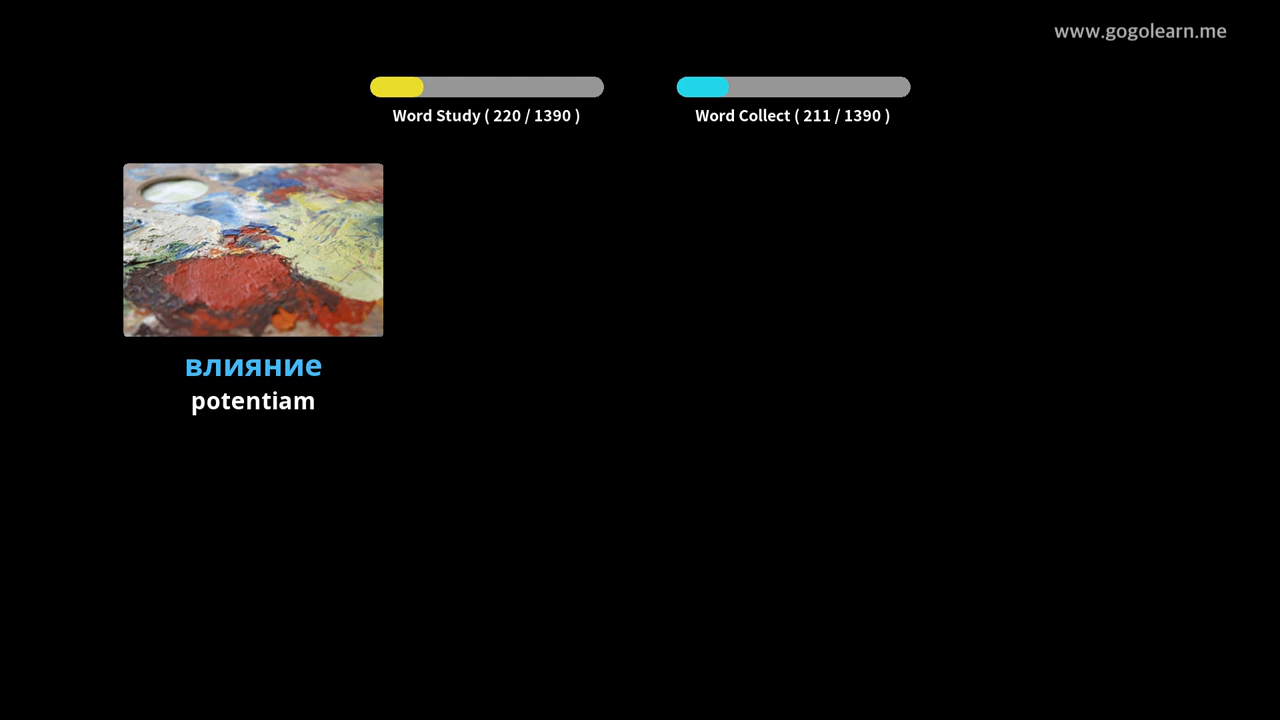 www.gogolearn.me
Word Study ( 220 / 1390 )
Word Collect ( 211 / 1390 )
влияние
potentiam